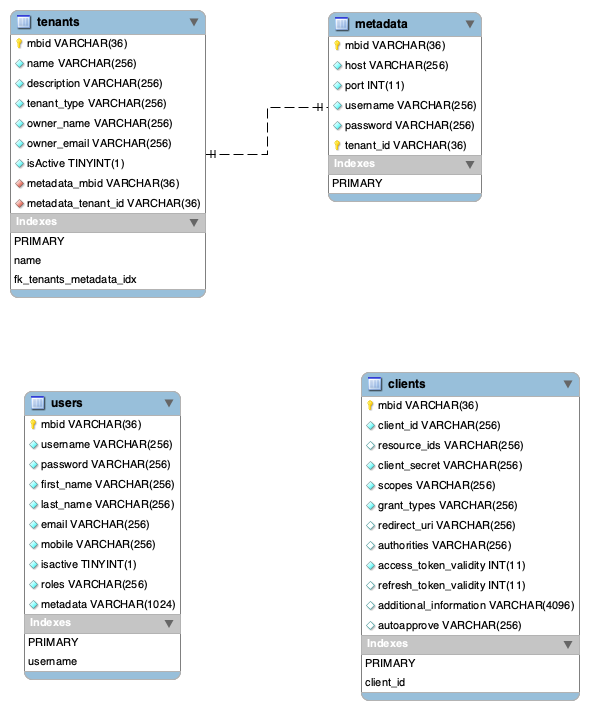 tenants
mbid VARCHAR(36)
name VARCHAR(256)
description VARCHAR(256)
tenant_type VARCHAR(256)
owner_name VARCHAR(256)
owner_email VARCHAR(256)
isActive TINYINT(1)
metadata_mbid VARCHAR(36)
metadata_tenant_id VARCHAR(36)
Indexes
PRIMARY
name
fk_tenants_metadata_idx
metadata
mbid VARCHAR(36)
host VARCHAR(256)
port INT(11)
username VARCHAR(256)
password VARCHAR(256)
tenant_id VARCHAR(36)
Indexes
PRIMARY
users
mbid VARCHAR(36)
username VARCHAR(256)
password VARCHAR(256)
first_name VARCHAR(256)
last_name VARCHAR(256)
email VARCHAR(256)
mobile VARCHAR(256)
isactive TINYINT(1)
roles VARCHAR(256)
metadata VARCHAR(1024)
Indexes
PRIMARY
username
clients
mbid VARCHAR(36)
client_id VARCHAR(256)
resource_ids VARCHAR(256)
client_secret VARCHAR(256)
scopes VARCHAR(256)
grant_types VARCHAR(256)
redirect_uri VARCHAR(256)
authorities VARCHAR(256)
access_token_validity INT(11)
refresh_token_validity INT(11)
additional_information VARCHAR(4096)
autoapprove VARCHAR(256)
Indexes
PRIMARY
client_id